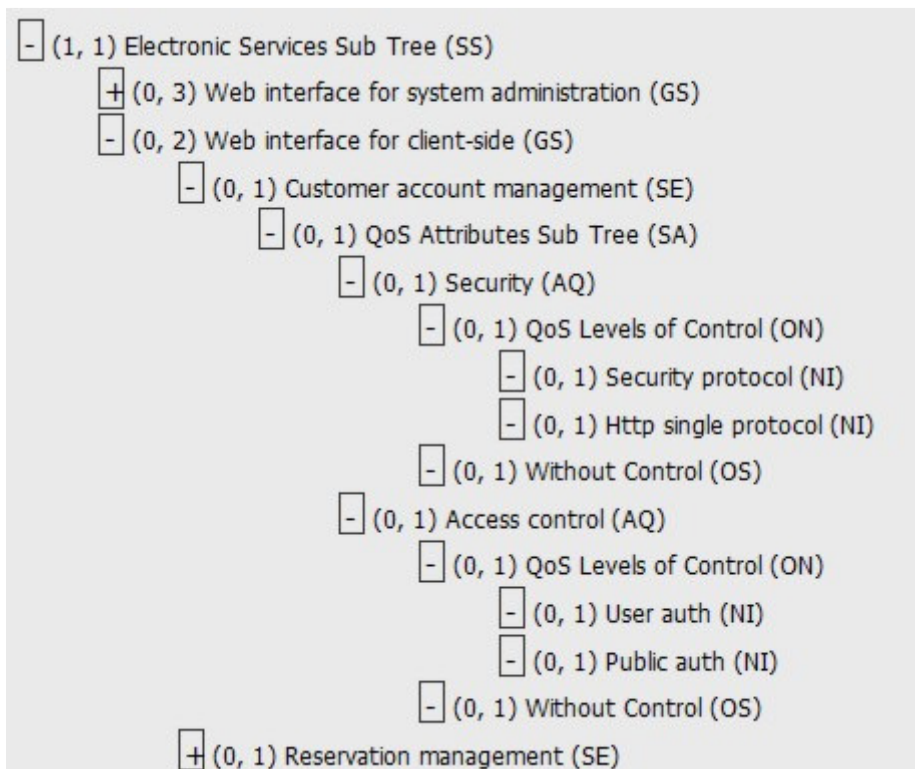 - (1, 1) Electronic Services Sub Tree (SS)
+ (0, 3) Web interface for system administration (GS)
- (0, 2) Web interface for client-side (GS)
- (0, 1) Customer account management (SE)
- (0, 1) QoS Attributes Sub Tree (SA)
- (0, 1) Security (AQ)
- (0, 1) QoS Levels of Control (ON)
- (0, 1) Security protocol (NI)
- (0, 1) Http single protocol (NI)
- (0, 1) Without Control (OS)
- (0, 1) Access control (AQ)
- (0, 1) QoS Levels of Control (ON)
- (0, 1) User auth (NI)
- (0, 1) Public auth (NI)
- (0, 1) Without Control (OS)
+ (0, 1) Reservation management (SE)